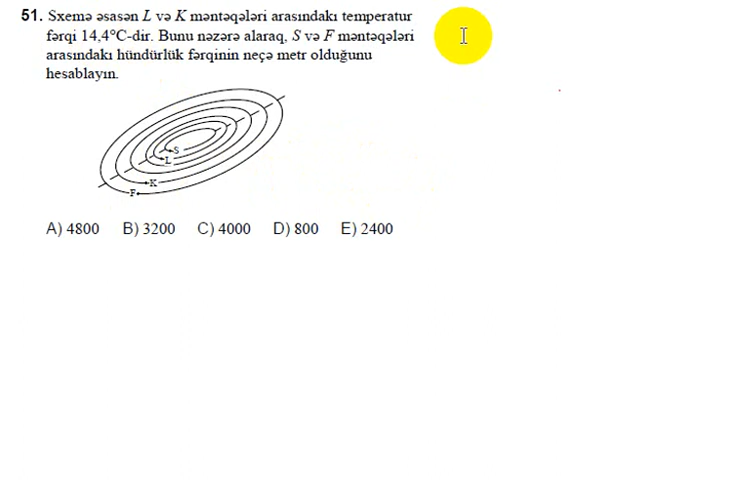 51. Sxemə əsasən L və K məntəqələri arasındakı temperatur
fərqi 14,4°C-dir. Bunu nəzərə alaraq, S və F məntəqələri
arasındakı hündürlük fərqinin neçə metr olduğunu
hesablayın.
S
L
K
F
A) 4800 B) 3200 C) 4000 D) 800 E) 2400